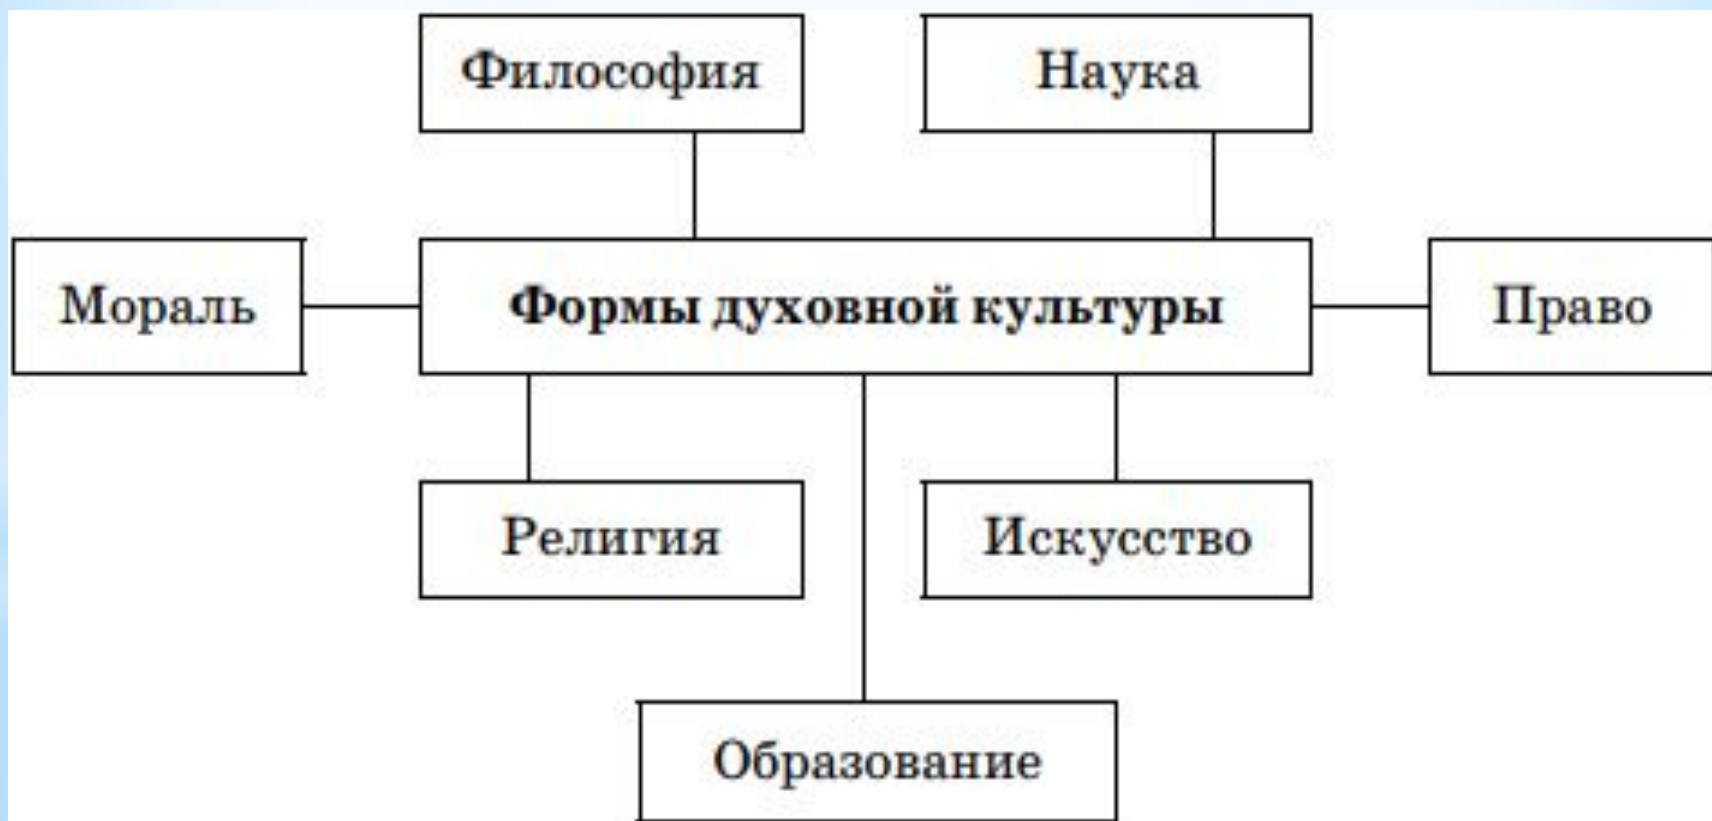 Философия
Наука
Мораль
Формы духовной культуры
Право
Религия
Искусство
Образование